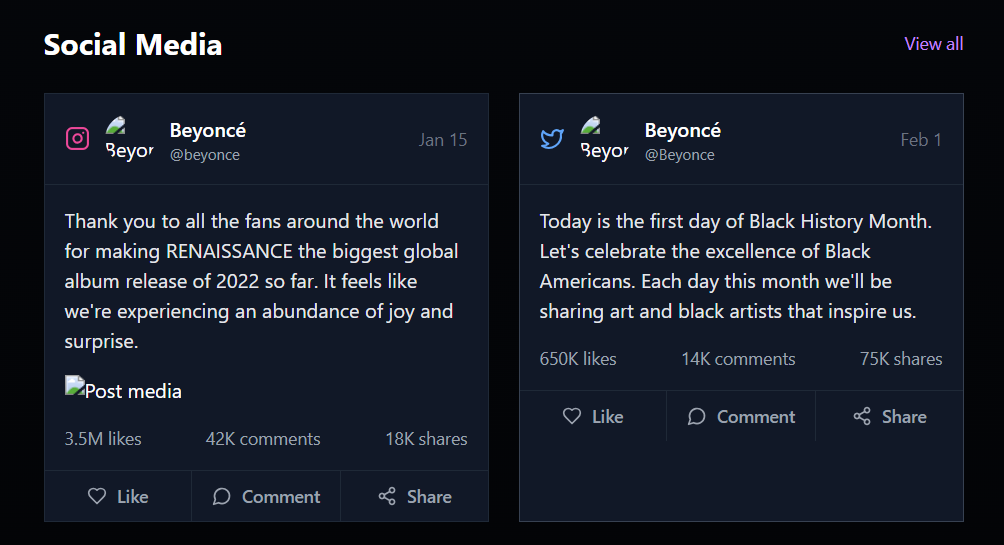 Social Media
View all
Beyor
Beyoncé
@beyonce
Jan 15
Thank you to all the fans around the world
for making RENAISSANCE the biggest global
album release of 2022 so far. It feels like
we're experiencing an abundance of joy and
surprise.
Post media
3.5M likes
42K comments
18K shares
Like
Comment
Share
Beyor
Beyoncé
@Beyonce
Feb 1
Today is the first day of Black History Month.
Let's celebrate the excellence of Black
Americans. Each day this month we'll be
sharing art and black artists that inspire us.
650K likes
14K comments
75K shares
Like
Comment
Share